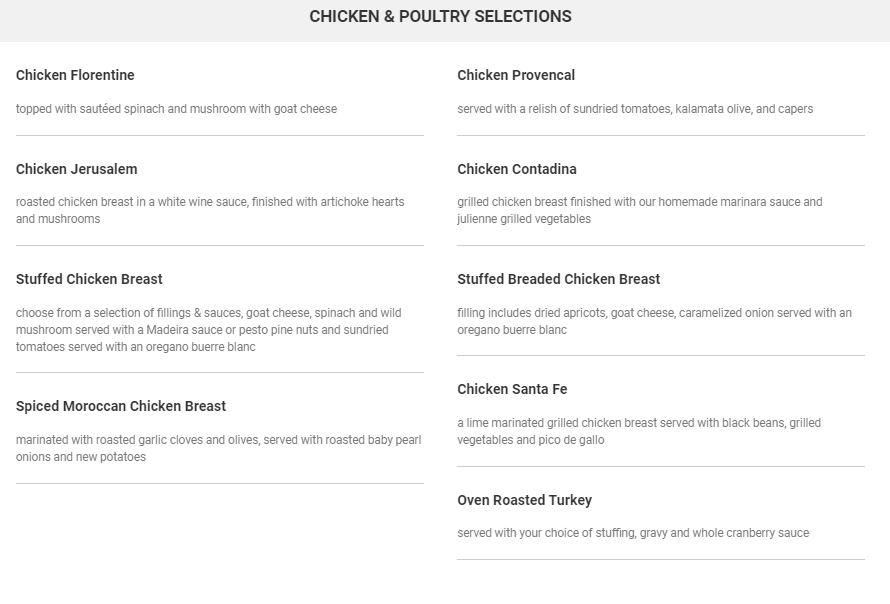 CHICKEN & POULTRY SELECTIONS
Chicken Florentine
topped with sautéed spinach and mushroom with goat cheese
Chicken Jerusalem
roasted chicken breast in a white wine sauce, finished with artichoke hearts
and mushrooms
Stuffed Chicken Breast
choose from a selection of fillings & sauces, goat cheese, spinach and wild
mushroom served with a Madeira sauce or pesto pine nuts and sundried
tomatoes served with an oregano buerre blanc
Spiced Moroccan Chicken Breast
marinated with roasted garlic cloves and olives, served with roasted baby pearl
onions and new potatoes
Chicken Provencal
served with a relish of sundried tomatoes, kalamata olive, and capers
Chicken Contadina
grilled chicken breast finished with our homemade marinara sauce and
julienne grilled vegetables
Stuffed Breaded Chicken Breast
filling includes dried apricots, goat cheese, caramelized onion served with an
oregano buerre blanc
Chicken Santa Fe
a lime marinated grilled chicken breast served with black beans, grilled
vegetables and pico de gallo
Oven Roasted Turkey
served with your choice of stuffing, gravy and whole cranberry sauce